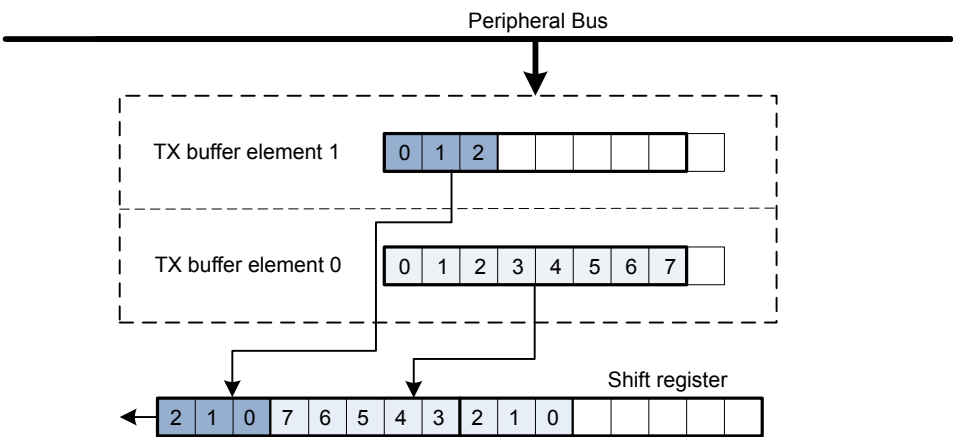 Peripheral Bus
TX buffer element 1
0 1 2
TX buffer element 0
0 1 2 3 4 5 6 7
Shift register
2 1 0 7 6 5 4 3 2 1 0